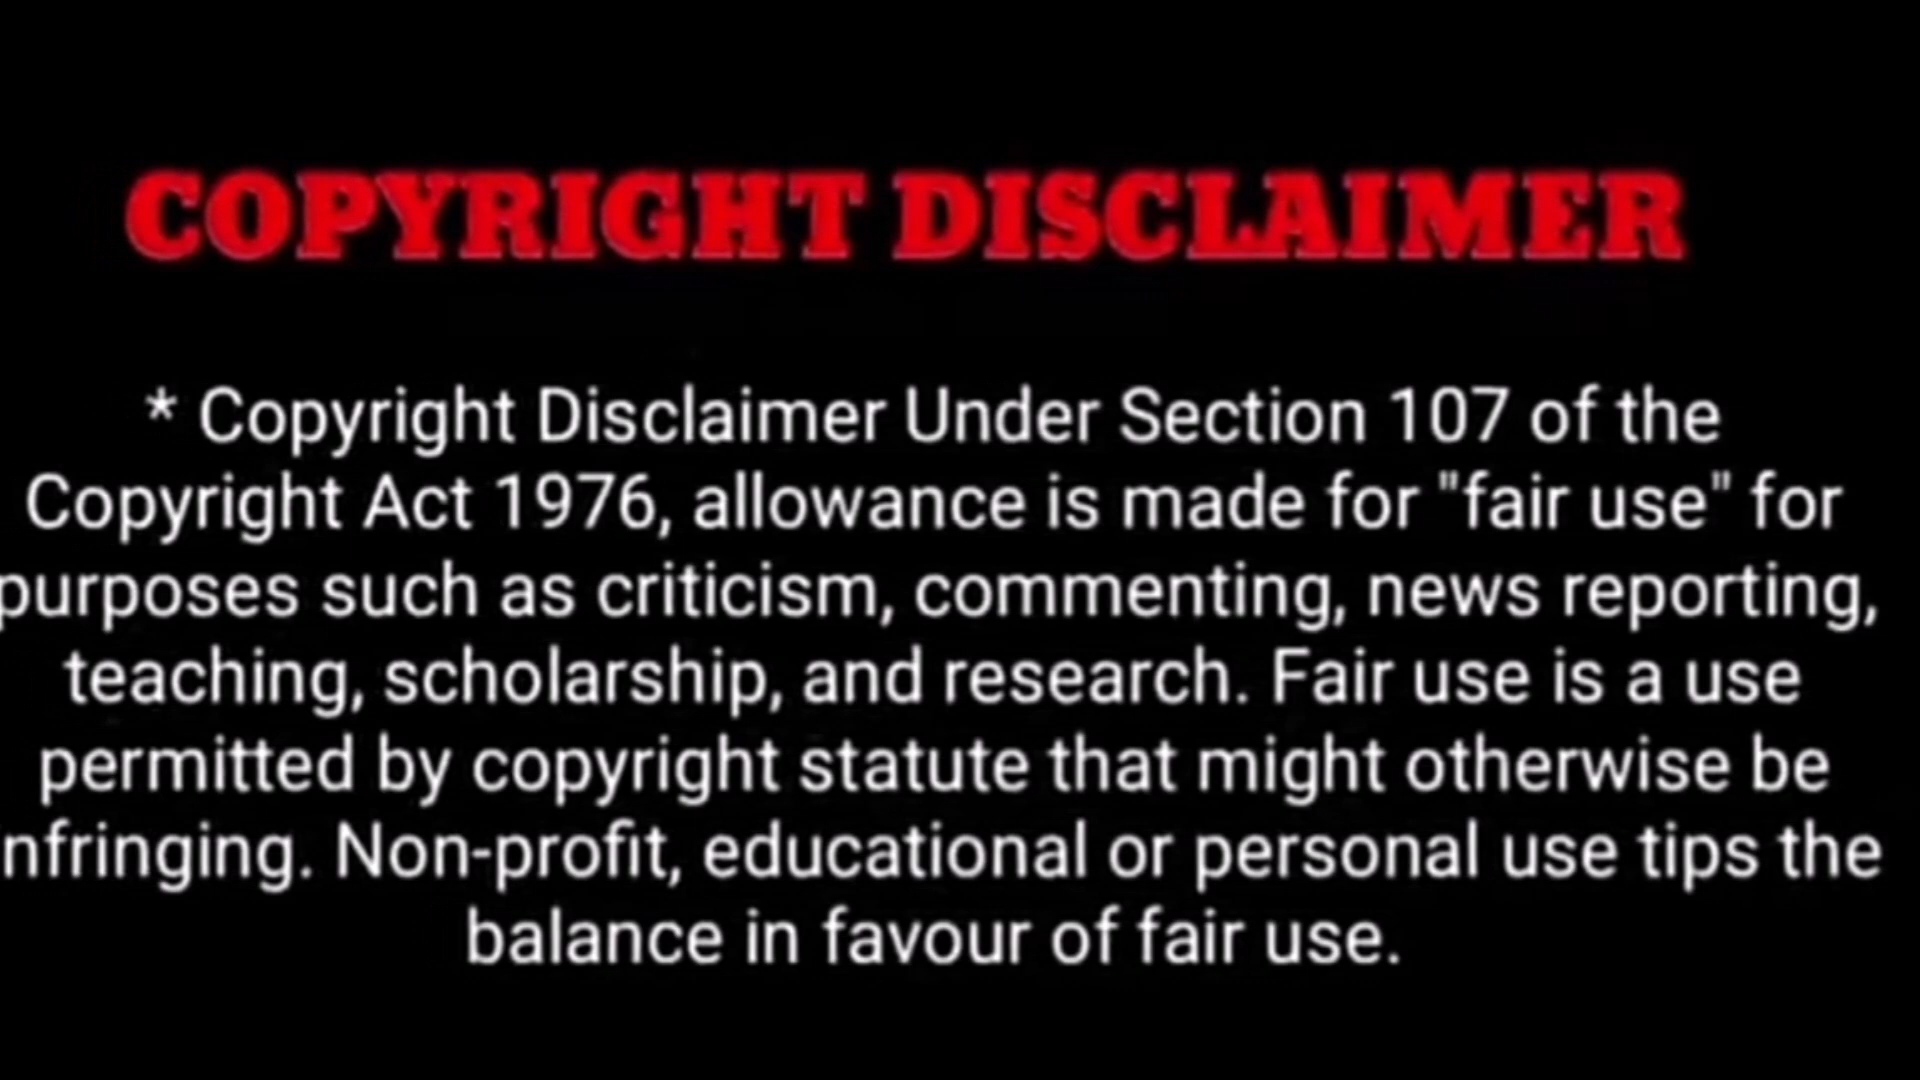 COPYRIGHT DISCLAIMER
* Copyright Disclaimer Under Section 107 of the
Copyright Act 1976, allowance is made for "fair use" for
purposes such as criticism, commenting, news reporting,
teaching, scholarship, and research. Fair use is a use
permitted by copyright statute that might otherwise be
nfringing. Non-profit, educational or personal use tips the
balance in favour of fair use.